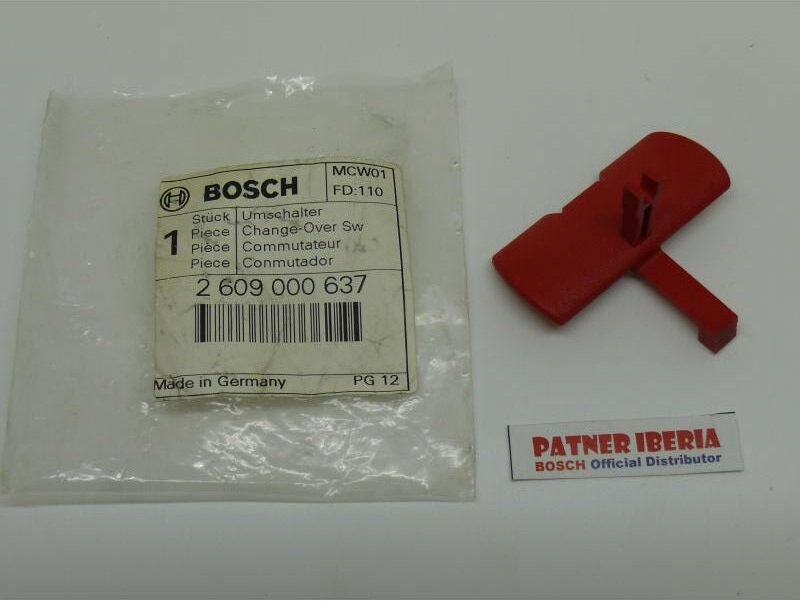 BOSCH
MCW01
FD:110
1
Stück Umschalter
Piece Change-Over Sw
Pièce Commutateur
Piece Conmutador
2 609 000 637
Made in Germany PG 12
PATNER IBERIA
BOSCH Official Distributor